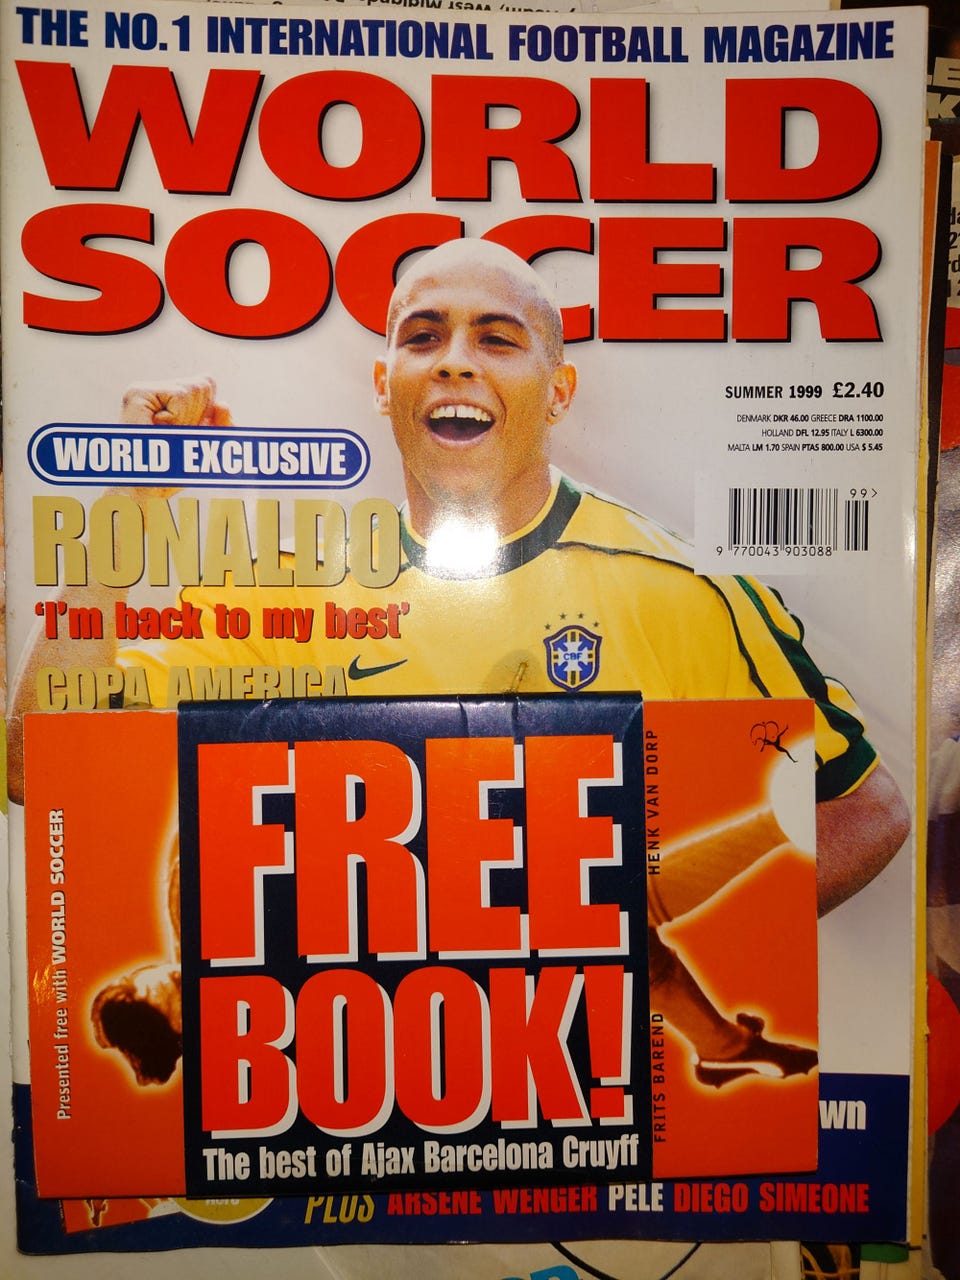 THE NO.1 INTERNATIONAL FOOTBALL MAGAZINE
WORLD
SOCCER
SUMMER 1999 £2.40
DENMARK DKR 46.00 GREECE DRA 1100.00
HOLLAND DFL 12.95 ITALY L 6300.00
MALTA LM 1.70 SPAIN PTAS 800.00 USA $ 5.45
WORLD EXCLUSIVE
99>
9 770043 903088
RONALDO
'I'm back to my best'
CBF
COPA AMERICA
Presented free with WORLD SOCCER
FREE
BOOK!
The best of Ajax Barcelona Cruyff
HENK VAN DORP
FRITS BAREND
wn
here
PLUS ARSENE WENGER PELE DIEGO SIMEONE